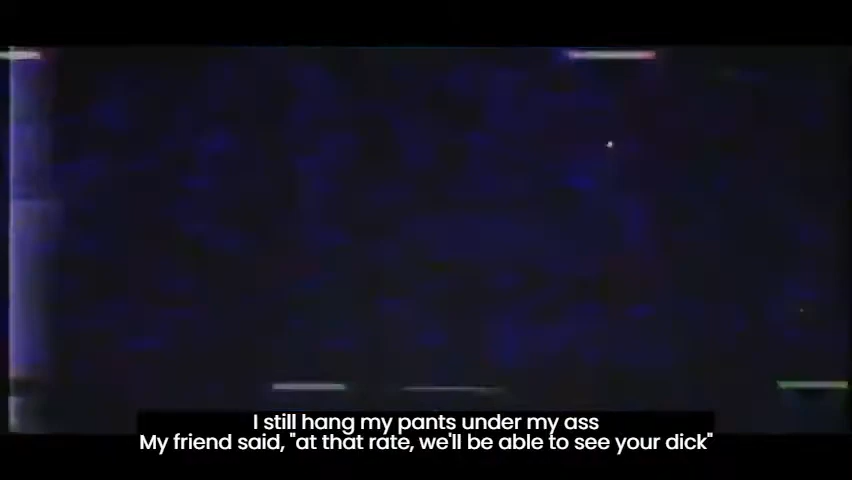 I still hang my pants under my ass
My friend said, "at that rate, we'll be able to see your dick"